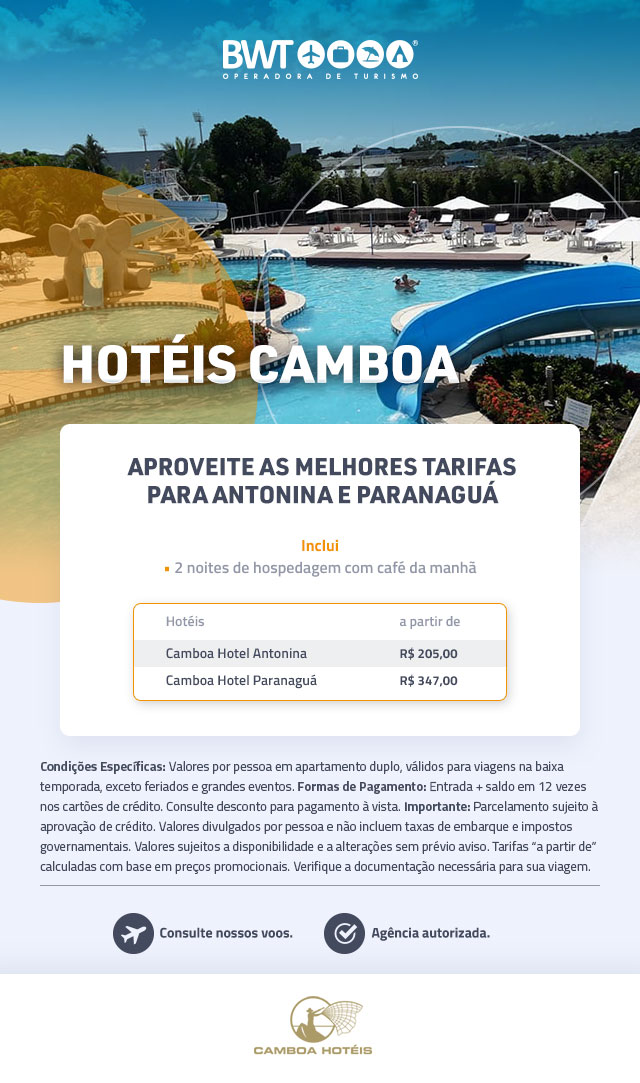 BWT
OPERADORA DE TURISMO
HOTÉIS CAMBOA
APROVEITE AS MELHORES TARIFAS
PARA ANTONINA E PARANAGUÁ
Inclui
▪ 2 noites de hospedagem com café da manhã
Hotéis a partir de
Camboa Hotel Antonina R$ 205,00
Camboa Hotel Paranaguá R$ 347,00
Condições Específicas: Valores por pessoa em apartamento duplo, válidos para viagens na baixa
temporada, exceto feriados e grandes eventos. Formas de Pagamento: Entrada + saldo em 12 vezes
nos cartões de crédito. Consulte desconto para pagamento à vista. Importante: Parcelamento sujeito à
aprovação de crédito. Valores divulgados por pessoa e não incluem taxas de embarque e impostos
governamentais. Valores sujeitos a disponibilidade e a alterações sem prévio aviso. Tarifas “a partir de”
calculadas com base em preços promocionais. Verifique a documentação necessária para sua viagem.
Consulte nossos voos. Agência autorizada.
CAMBOA HOTÉIS